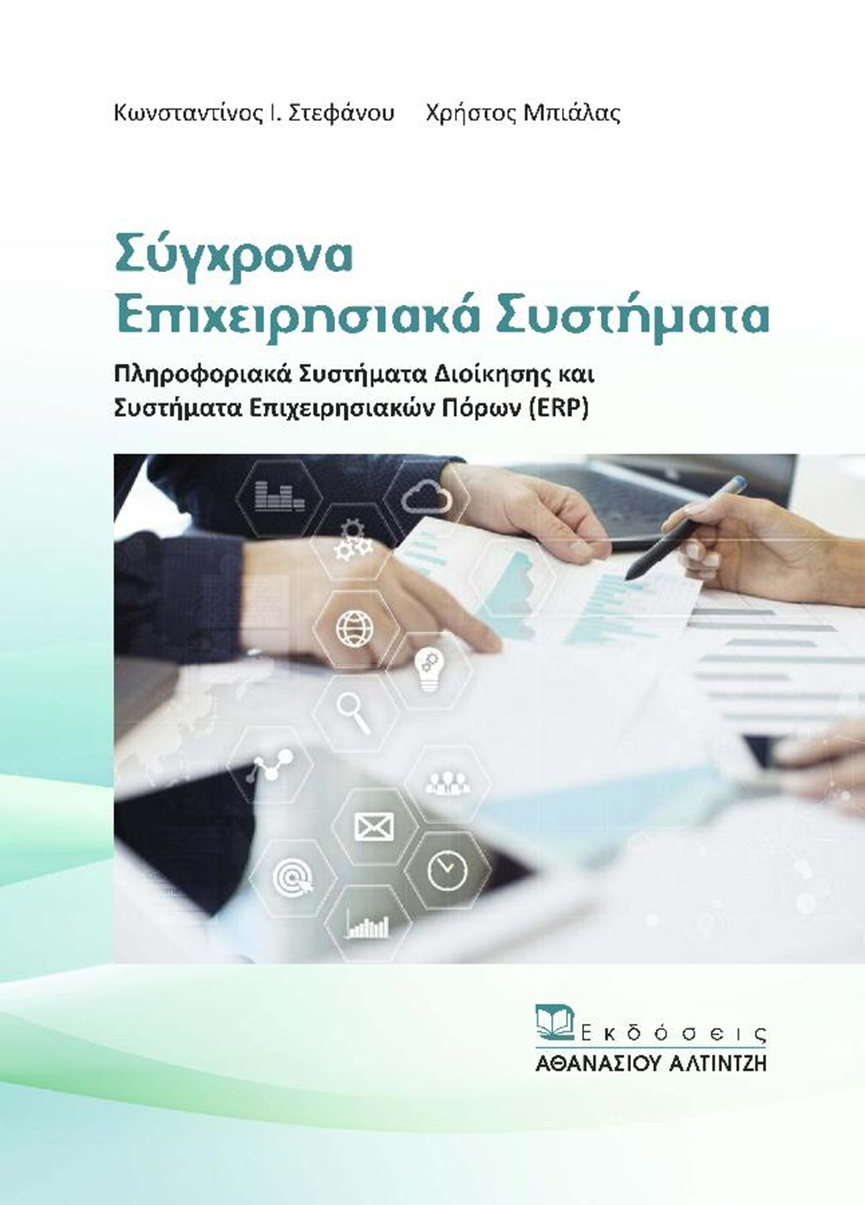 Κωνσταντίνος Ι. Στεφάνου Χρήστος Μπιάλας
Σύγχρονα
Επιχειρησιακά Συστήματα
Πληροφοριακά Συστήματα Διοίκησης και
Συστήματα Επιχειρησιακών Πόρων (ERP)
Εκδόσεις
ΑΘΑΝΑΣΙΟΥ ΑΛΤΙΝΤΖΗ